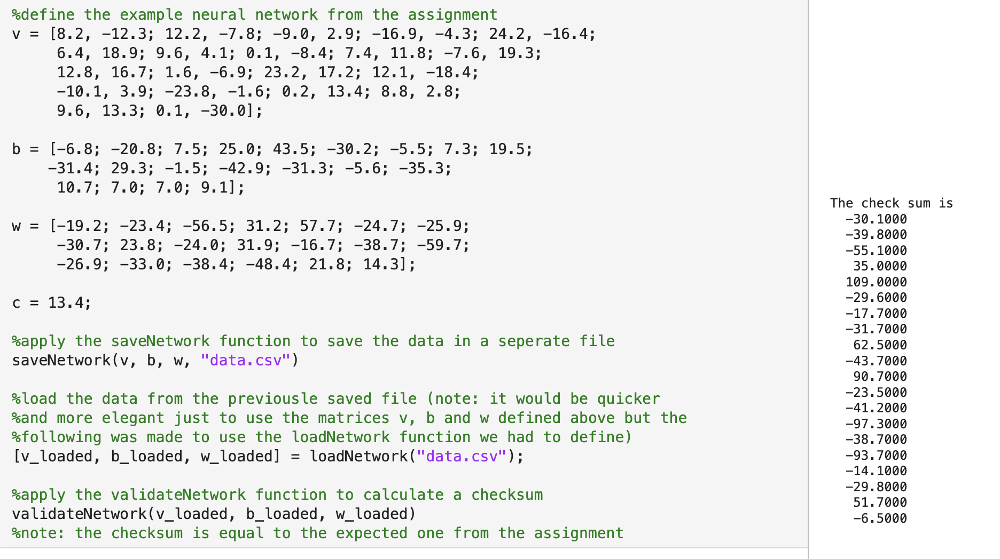 %define the example neural network from the assignment
v = [8.2, -12.3; 12.2, -7.8; -9.0, 2.9; -16.9, -4.3; 24.2, -16.4;
6.4, 18.9; 9.6, 4.1; 0.1, -8.4; 7.4, 11.8; -7.6, 19.3;
12.8, 16.7; 1.6, -6.9; 23.2, 17.2; 12.1, -18.4;
-10.1, 3.9; -23.8, -1.6; 0.2, 13.4; 8.8, 2.8;
9.6, 13.3; 0.1, -30.0];
b = [-6.8; -20.8; 7.5; 25.0; 43.5; -30.2; -5.5; 7.3; 19.5;
-31.4; 29.3; -1.5; -42.9; -31.3; -5.6; -35.3;
10.7; 7.0; 7.0; 9.1];
w = [-19.2; -23.4; -56.5; 31.2; 57.7; -24.7; -25.9;
-30.7; 23.8; -24.0; 31.9; -16.7; -38.7; -59.7;
-26.9; -33.0; -38.4; -48.4; 21.8; 14.3];
c = 13.4;
%apply the saveNetwork function to save the data in a seperate file
saveNetwork(v, b, w, "data.csv")
%load the data from the previousle saved file (note: it would be quicker
%and more elegant just to use the matrices v, b and w defined above but the
%following was made to use the loadNetwork function we had to define)
[v_loaded, b_loaded, w_loaded] = loadNetwork("data.csv");
%apply the validateNetwork function to calculate a checksum
validateNetwork(v_loaded, b_loaded, w_loaded)
%note: the checksum is equal to the expected one from the assignment
The check sum is
-30.1000
-39.8000
-55.1000
35.0000
109.0000
-29.6000
-17.7000
-31.7000
62.5000
-43.7000
90.7000
-23.5000
-41.2000
-97.3000
-38.7000
-93.7000
-14.1000
-29.8000
51.7000
-6.5000